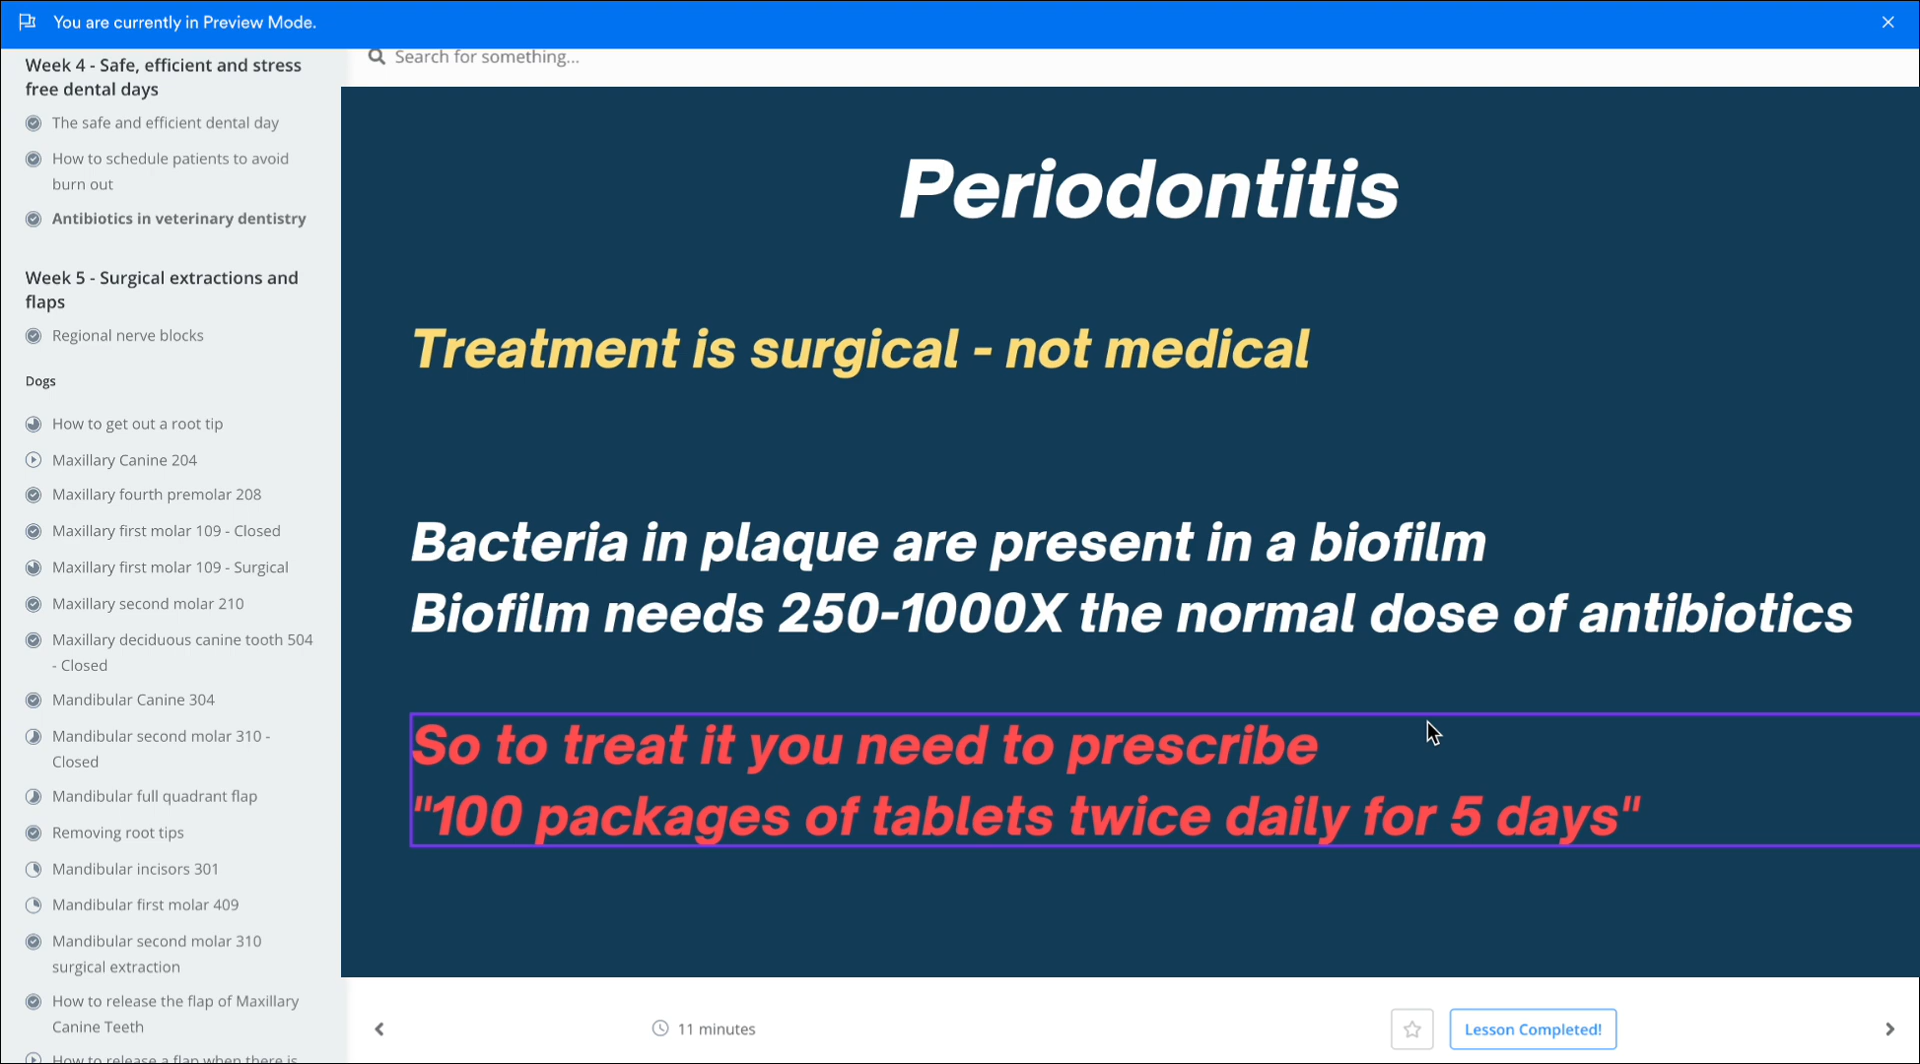 You are currently in Preview Mode.
Search for something...
Week 4 - Safe, efficient and stress
free dental days
The safe and efficient dental day
How to schedule patients to avoid
burn out
Antibiotics in veterinary dentistry
Week 5 - Surgical extractions and
flaps
Regional nerve blocks
Dogs
How to get out a root tip
Maxillary Canine 204
Maxillary fourth premolar 208
Maxillary first molar 109 - Closed
Maxillary first molar 109 - Surgical
Maxillary second molar 210
Maxillary deciduous canine tooth 504
- Closed
Mandibular Canine 304
Mandibular second molar 310 -
Closed
Mandibular full quadrant flap
Removing root tips
Mandibular incisors 301
Mandibular first molar 409
Mandibular second molar 310
surgical extraction
How to release the flap of Maxillary
Canine Teeth
How to release a flap when there is
Periodontitis
Treatment is surgical - not medical
Bacteria in plaque are present in a biofilm
Biofilm needs 250-1000X the normal dose of antibiotics
So to treat it you need to prescribe
"100 packages of tablets twice daily for 5 days"
11 minutes
Lesson Completed!